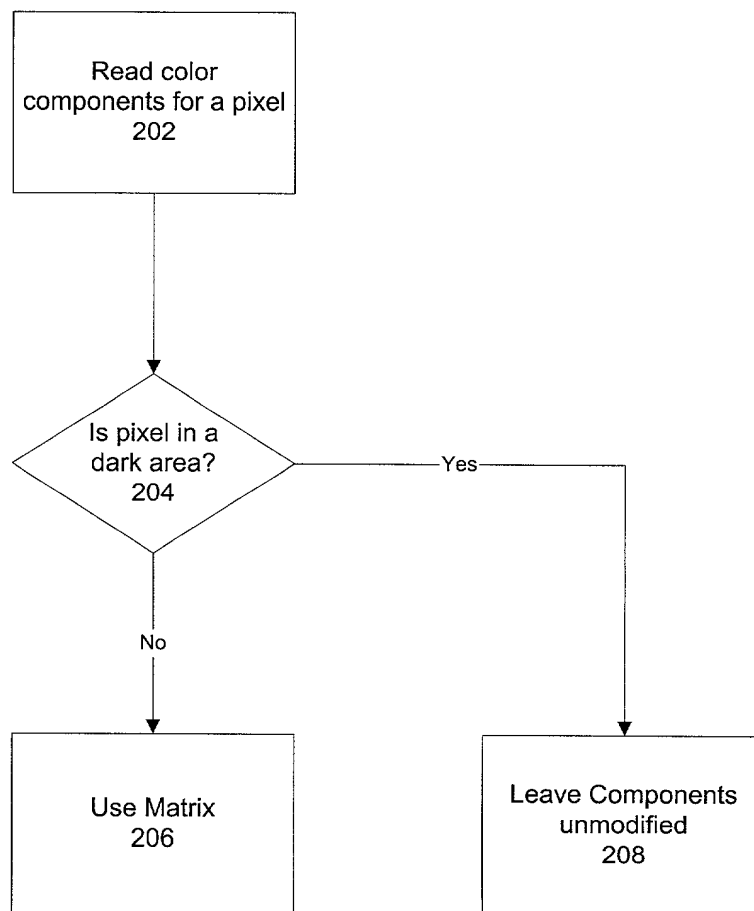 Read color
components for a pixel
202
Is pixel in a
dark area?
204
Yes
No
Use Matrix
206
Leave Components
unmodified
208